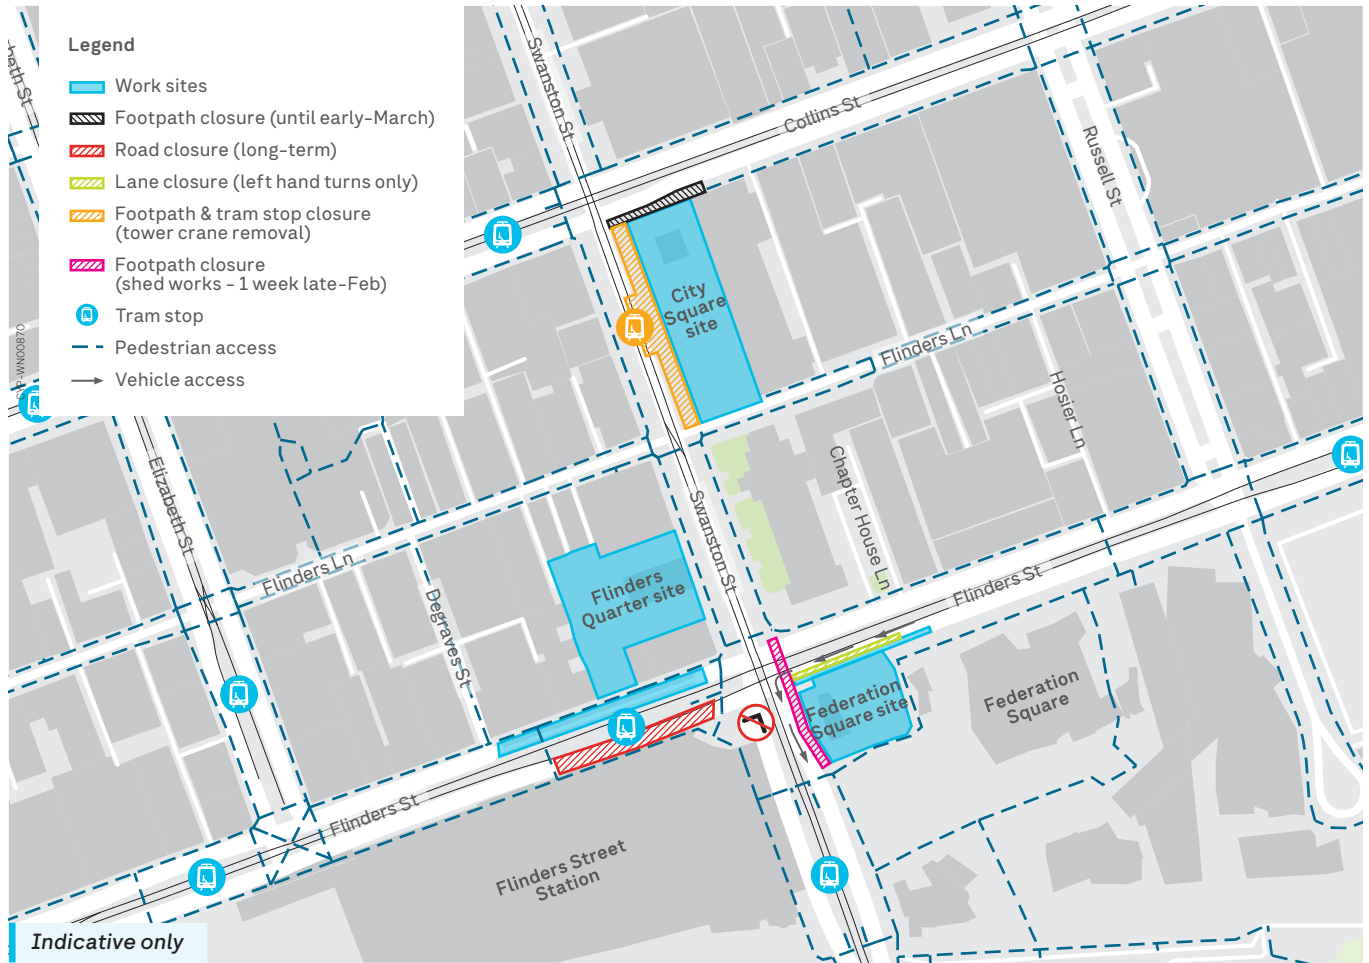 Legend
Work sites
Footpath closure (until early-March)
Road closure (long-term)
Lane closure (left hand turns only)
Footpath & tram stop closure
(tower crane removal)
Footpath closure
(shed works - 1 week late-Feb)
Tram stop
Pedestrian access
Vehicle access
beth St
Swanston St
Collins St
Russell St
City
Square
site
Flinders Ln
Hosier Ln
Chapter House Ln
Elizabeth St
Flinders Ln
Degraves St
Flinders
Quarter site
Swanston St
Flinders St
Federation
Square site
Federation
Square
Flinders St
Flinders Street
Station
Indicative only